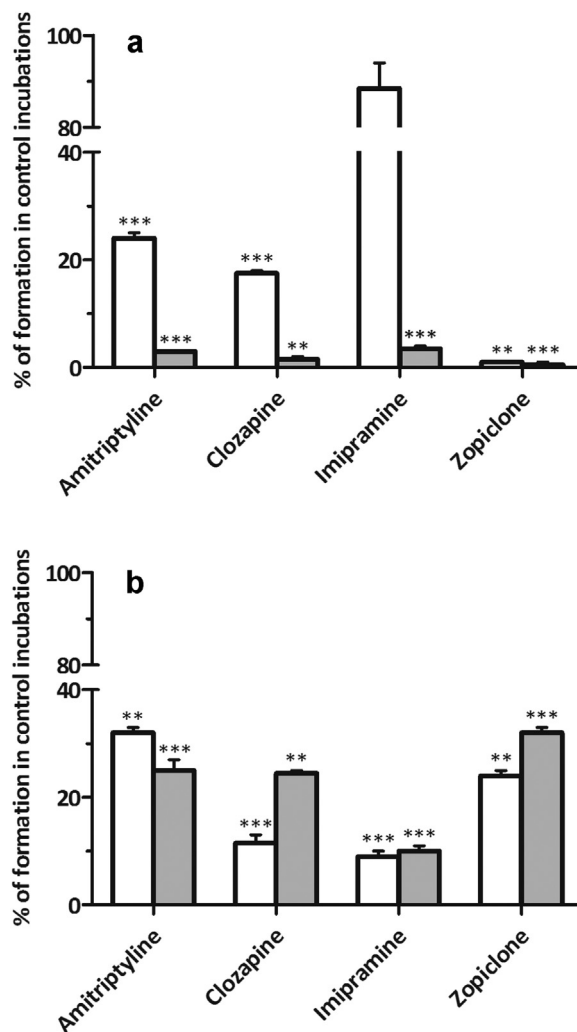 a
% of formation in control incubations
100
80
40
20
0
***
***
***
**
***
**
***
Amitriptyline
Clozapine
Imipramine
Zopiclone
b
% of formation in control incubations
100
80
40
20
0
**
***
***
**
***
***
**
***
Amitriptyline
Clozapine
Imipramine
Zopiclone